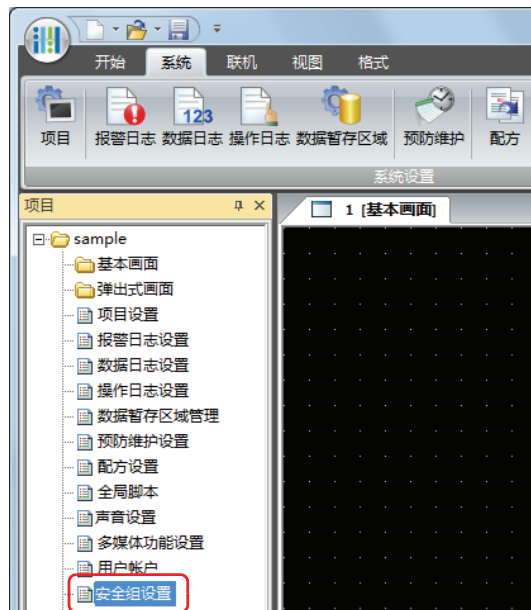 开始 系统 联机 视图 格式
项目 报警日志 数据日志 操作日志 数据暂存区域 预防维护 配方
123
系统设置
项目
1 [基本画面]
sample
基本画面
弹出式画面
项目设置
报警日志设置
数据日志设置
操作日志设置
数据暂存区域管理
预防维护设置
配方设置
全局脚本
声音设置
多媒体功能设置
用户帐户
安全组设置